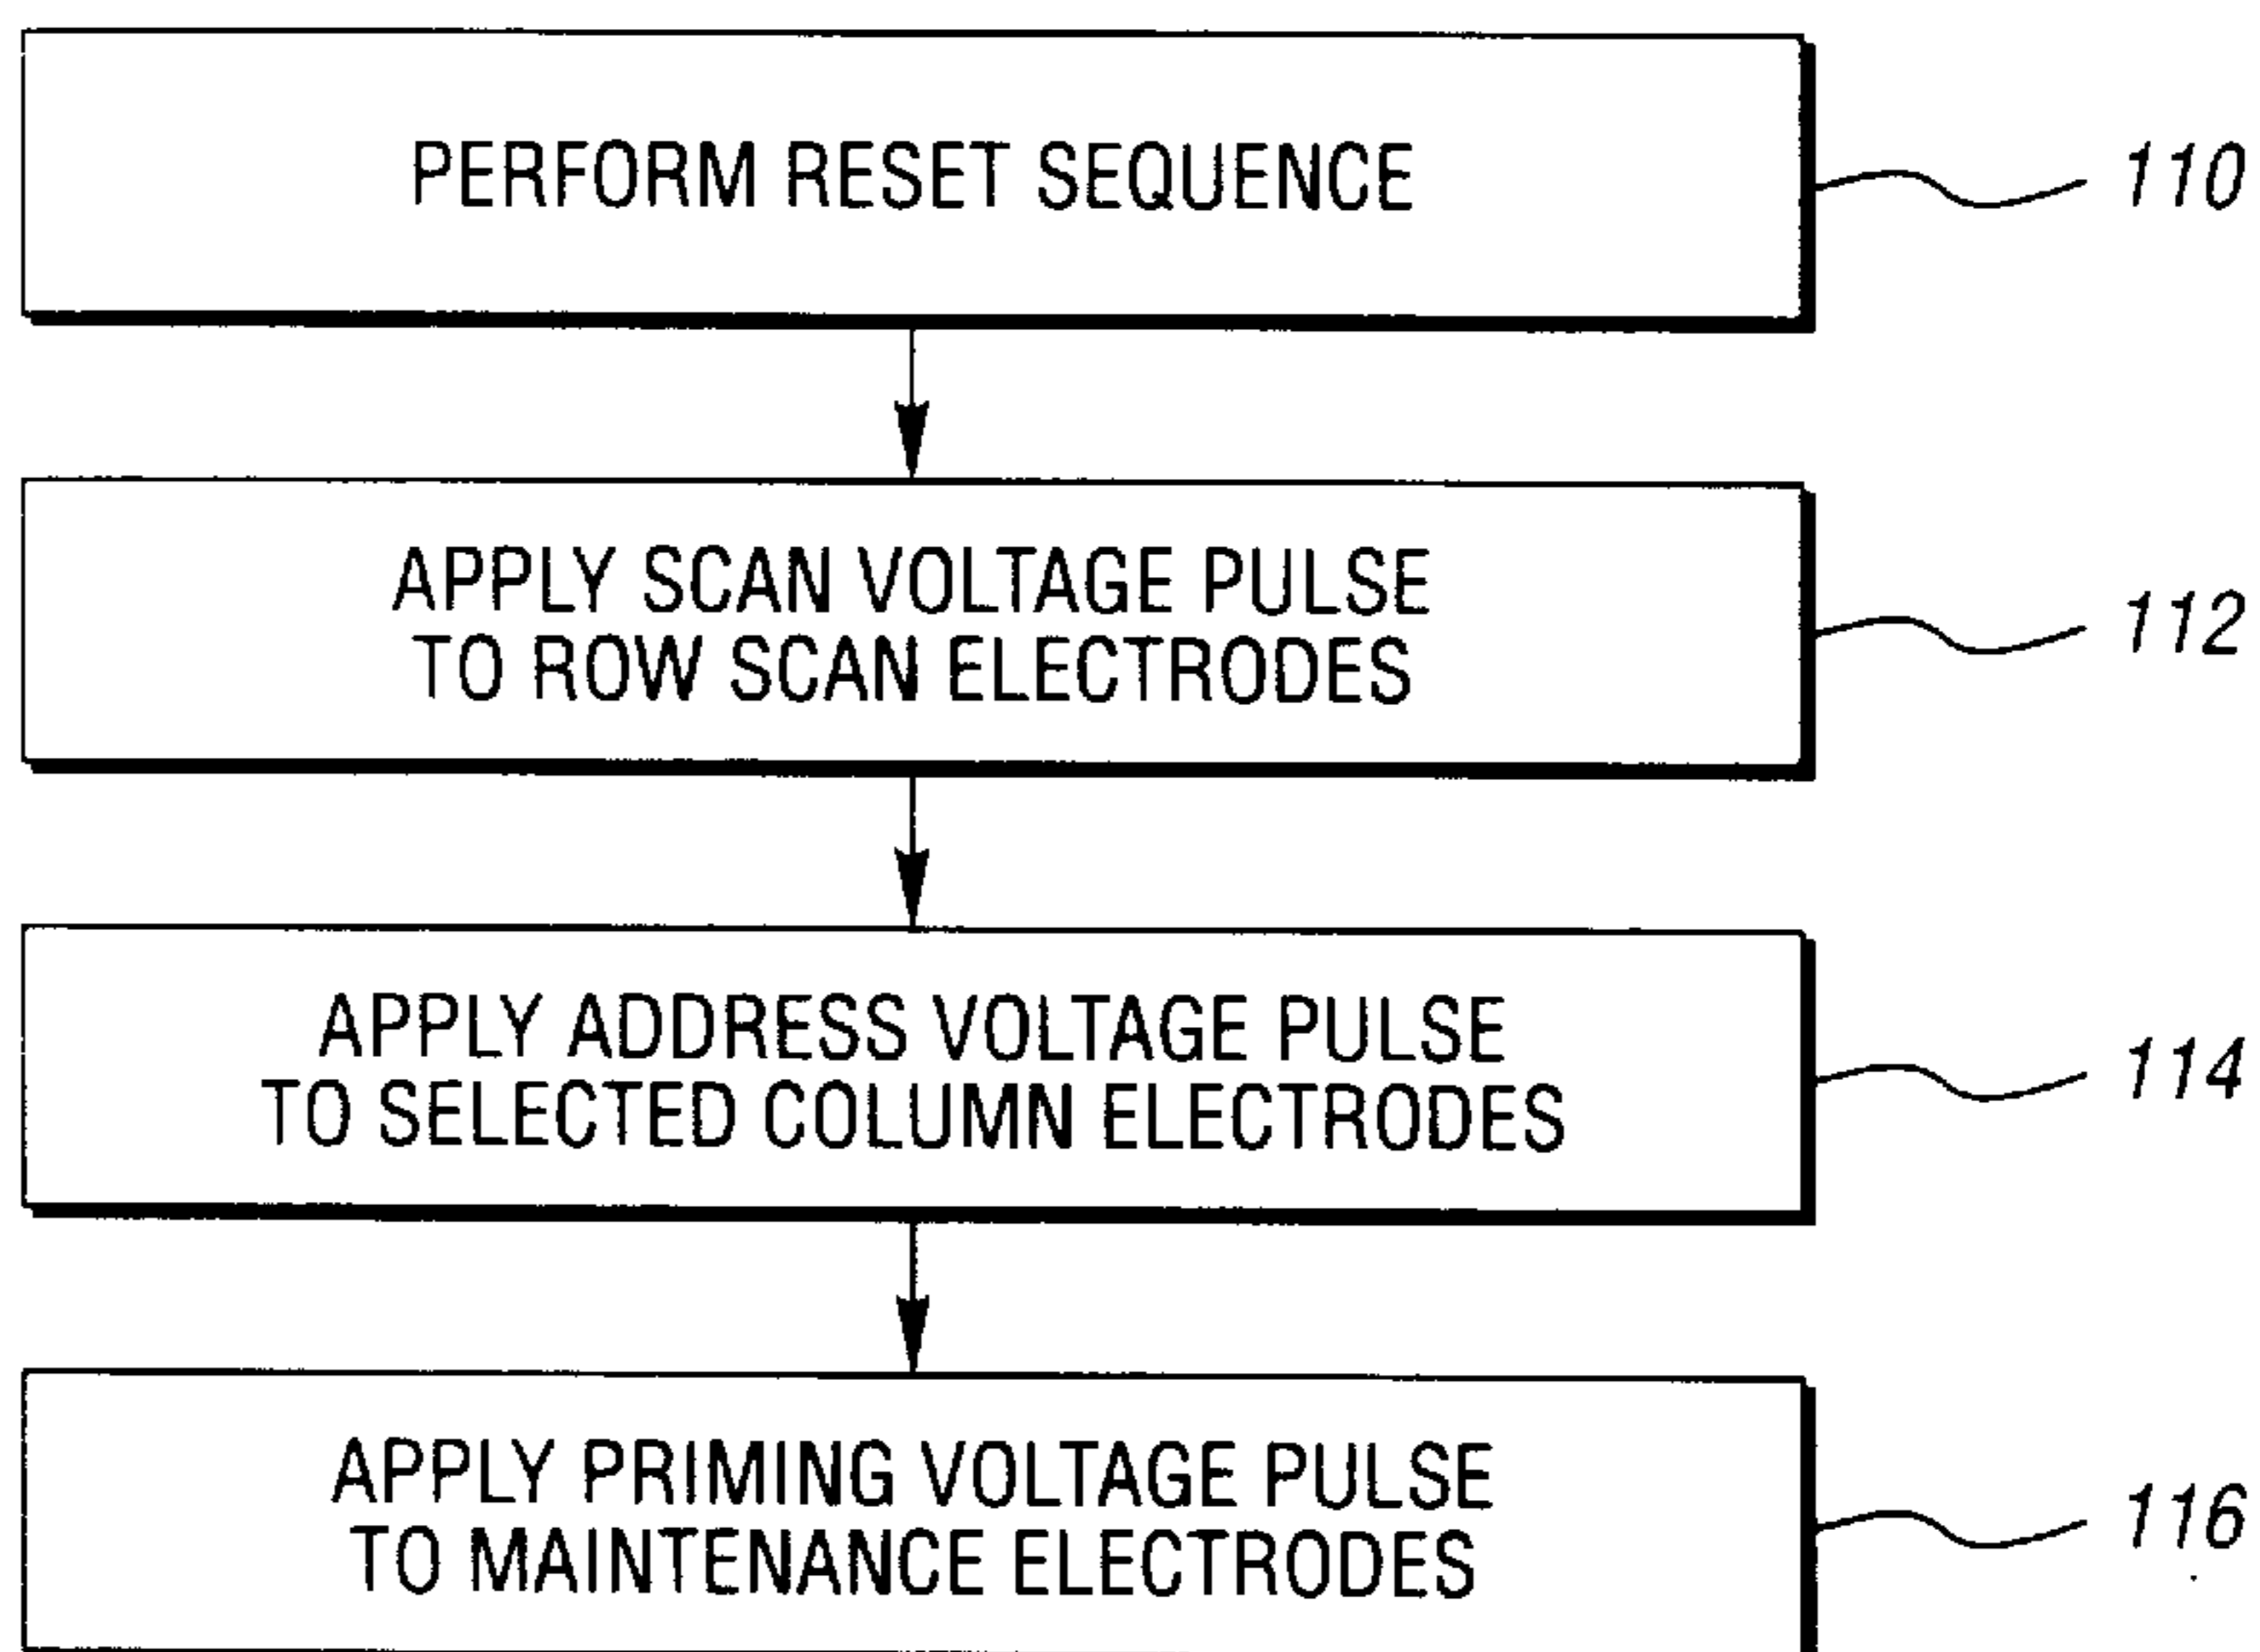 PERFORM RESET SEQUENCE
110
APPLY SCAN VOLTAGE PULSE
TO ROW SCAN ELECTRODES
112
APPLY ADDRESS VOLTAGE PULSE
TO SELECTED COLUMN ELECTRODES
114
APPLY PRIMING VOLTAGE PULSE
TO MAINTENANCE ELECTRODES
116